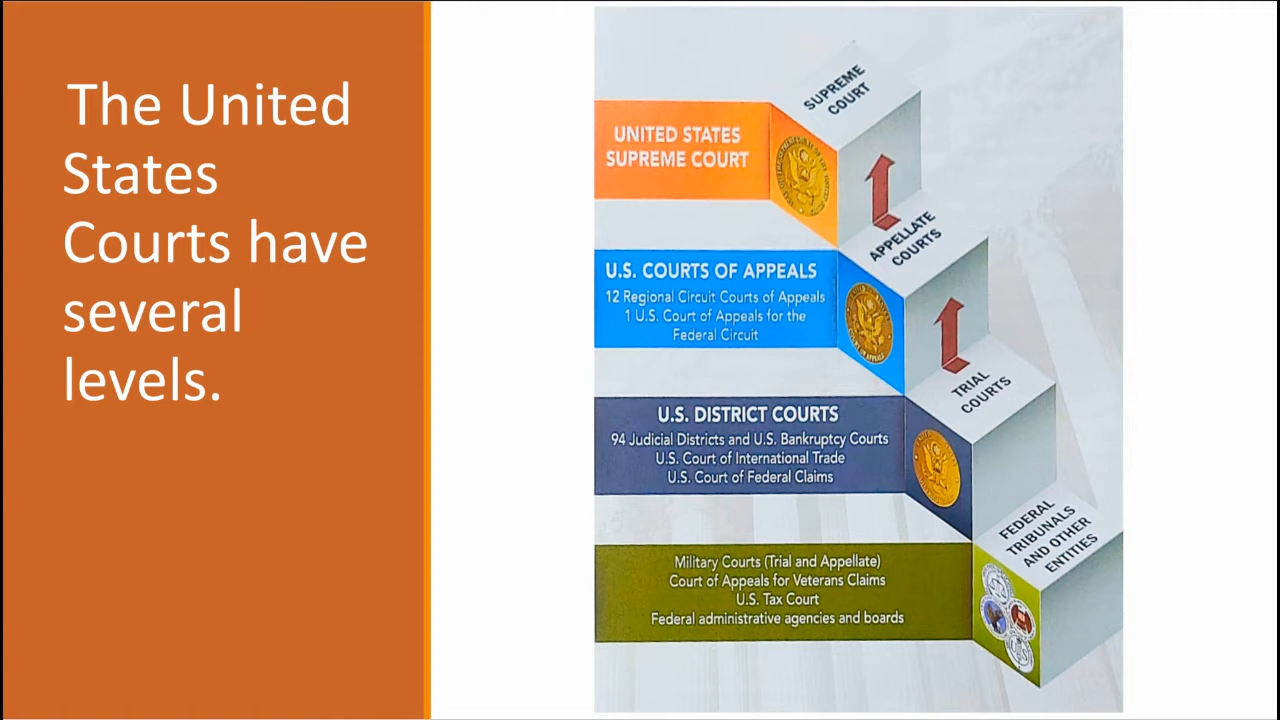 The United
States
Courts have
several
levels.
SUPREME
COURT
UNITED STATES
SUPREME COURT
APPELLATE
COURTS
U.S. COURTS OF APPEALS
12 Regional Circuit Courts of Appeals
1 U.S. Court of Appeals for the
Federal Circuit
TRIAL
COURTS
U.S. DISTRICT COURTS
94 Judicial Districts and U.S. Bankruptcy Courts
U.S. Court of International Trade
U.S. Court of Federal Claims
FEDERAL
TRIBUNALS
AND OTHER
ENTITIES
Military Courts (Trial and Appellate)
Court of Appeals for Veterans Claims
U.S. Tax Court
Federal administrative agencies and boards